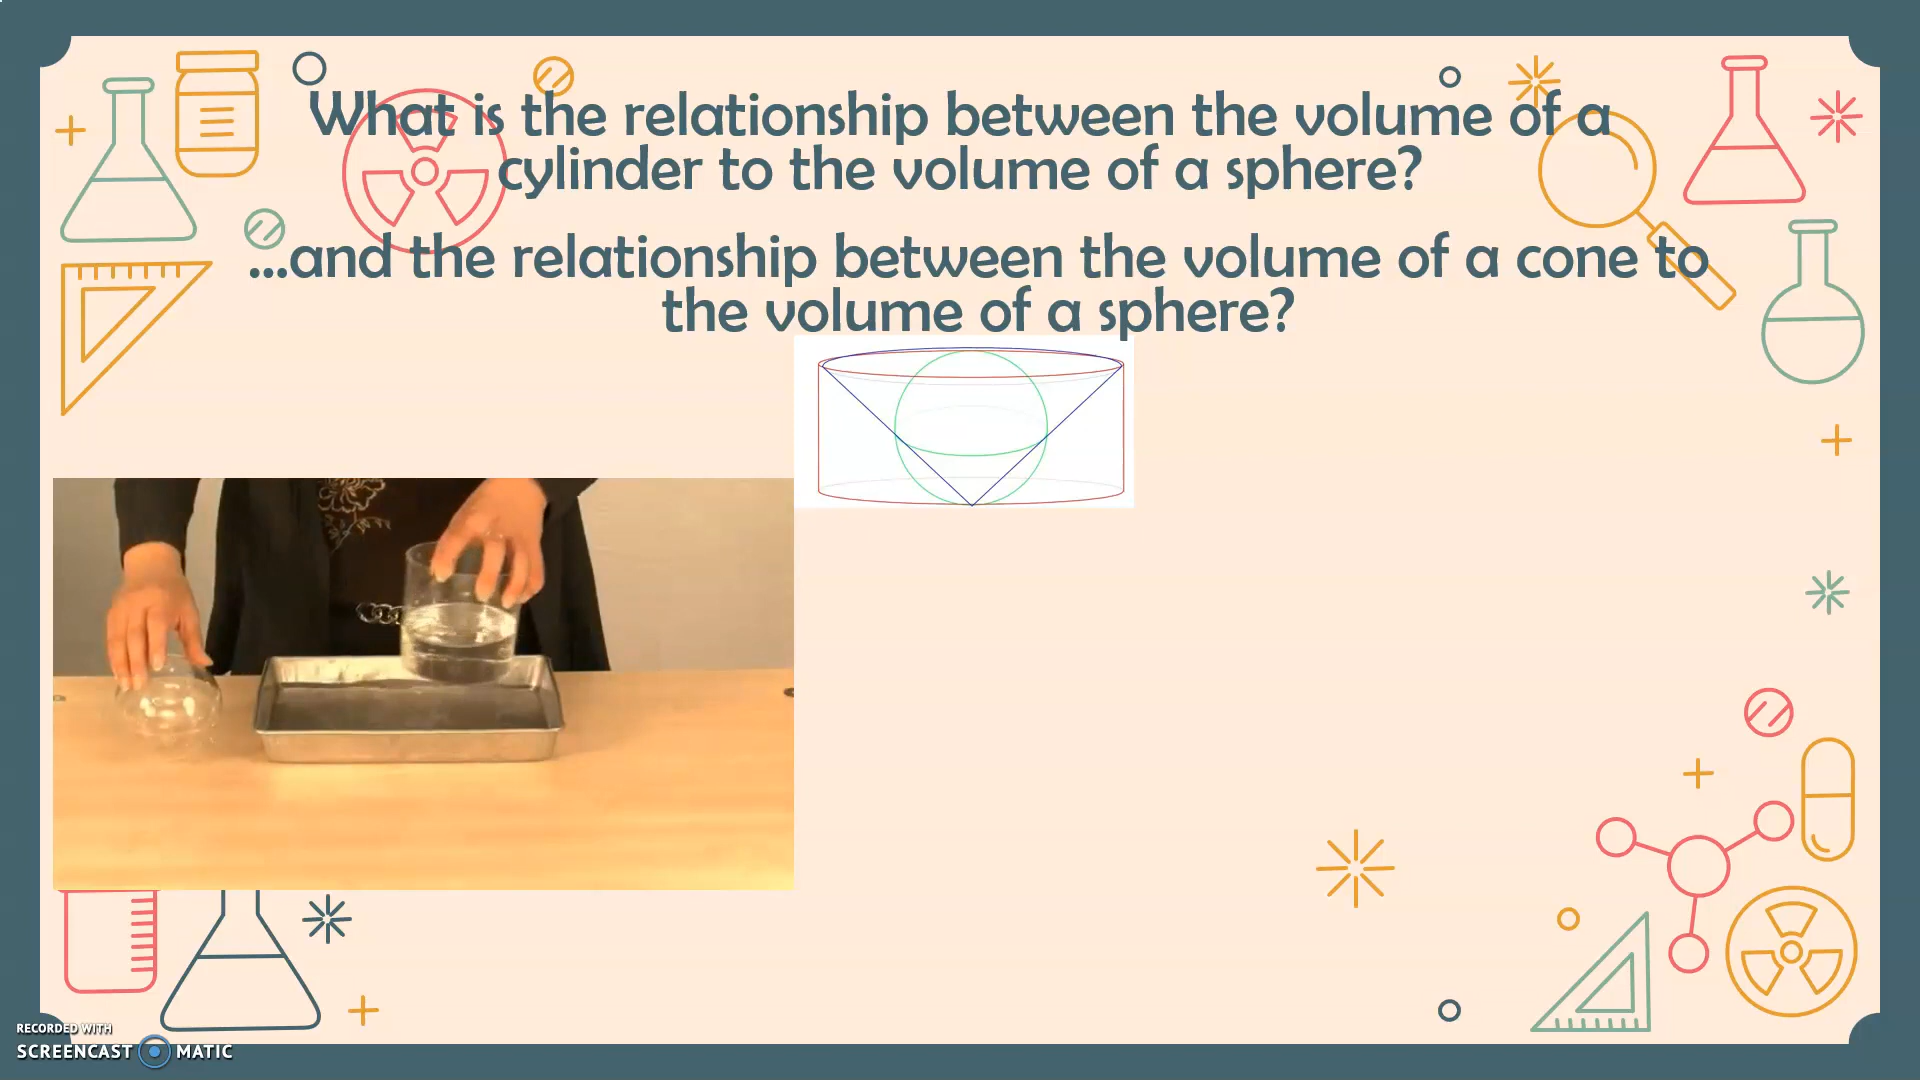 What is the relationship between the volume of a
cylinder to the volume of a sphere?
...and the relationship between the volume of a cone to
the volume of a sphere?
RECORDED WITH
SCREENCAST MATIC